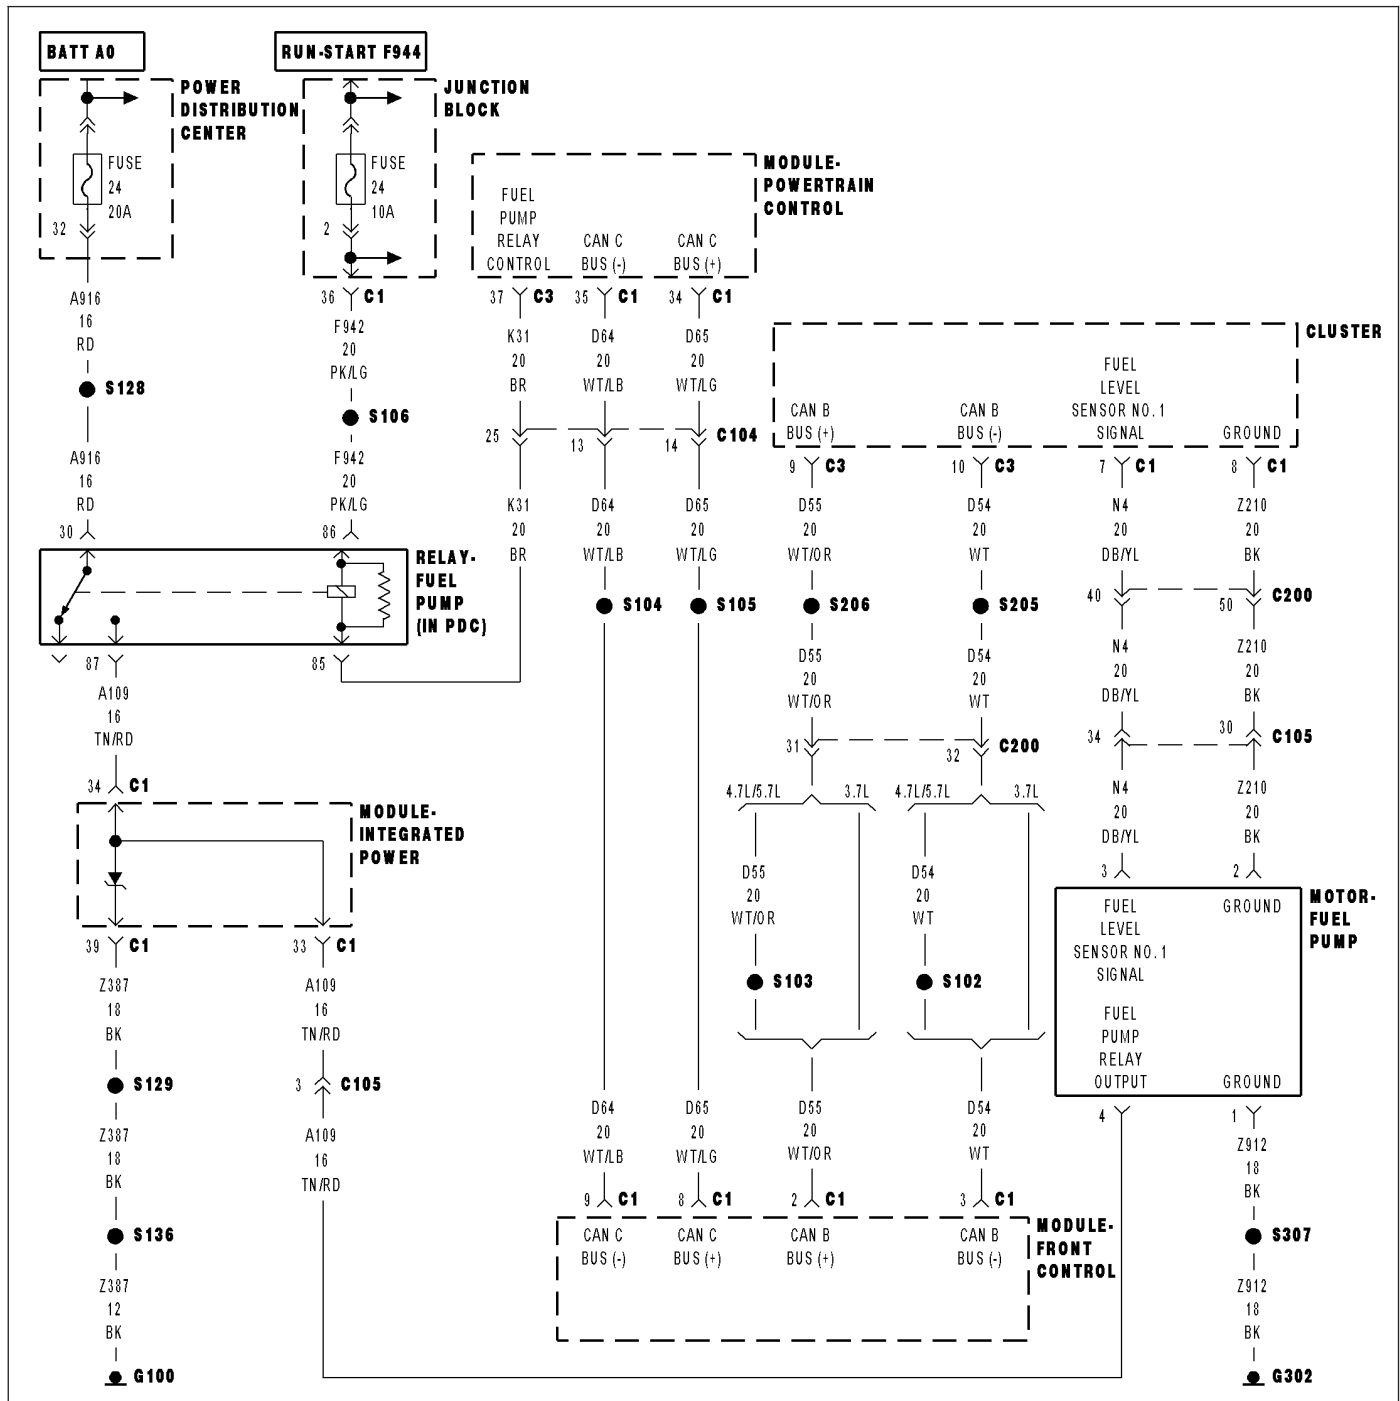 BATT A0
RUN-START F944
POWER
DISTRIBUTION
CENTER
FUSE
24
20A
32
JUNCTION
BLOCK
FUSE
24
10A
2
MODULE-
POWERTRAIN
CONTROL
FUEL
PUMP
RELAY
CONTROL
CAN C
BUS (-)
CAN C
BUS (+)
A916
16
RD
S128
A916
16
RD
30
36 C1
F942
20
PK/LG
S106
F942
20
PK/LG
86
37 C3
K31
20
BR
25
K31
20
BR
35 C1
D64
20
WT/LB
13
D64
20
WT/LB
S104
34 C1
D65
20
WT/LG
14
C104
D65
20
WT/LG
S105
CLUSTER
CAN B
BUS (+)
CAN B
BUS (-)
FUEL
LEVEL
SENSOR NO. 1
SIGNAL
GROUND
9 C3
D55
20
WT/OR
S206
D55
20
WT/OR
31
10 C3
D54
20
WT
S205
D54
20
WT
32
C200
7 C1
N4
20
DB/YL
40
N4
20
DB/YL
34
N4
20
DB/YL
3
8 C1
Z210
20
BK
50
C200
Z210
20
BK
30
C105
Z210
20
BK
2
RELAY-
FUEL
PUMP
(IN PDC)
87
85
A109
16
TN/RD
34 C1
MODULE-
INTEGRATED
POWER
39 C1
Z387
18
BK
S129
Z387
18
BK
S136
Z387
12
BK
G100
33 C1
A109
16
TN/RD
3 C105
A109
16
TN/RD
4.7L/5.7L 3.7L
D55
20
WT/OR
S103
4.7L/5.7L 3.7L
D54
20
WT
S102
D64
20
WT/LB
9 C1
D65
20
WT/LG
8 C1
D55
20
WT/OR
2 C1
D54
20
WT
3 C1
MODULE-
FRONT
CONTROL
CAN C
BUS (-)
CAN C
BUS (+)
CAN B
BUS (+)
CAN B
BUS (-)
MOTOR-
FUEL
PUMP
FUEL
LEVEL
SENSOR NO. 1
SIGNAL
GROUND
FUEL
PUMP
RELAY
OUTPUT
GROUND
4
1
Z912
18
BK
S307
Z912
18
BK
G302